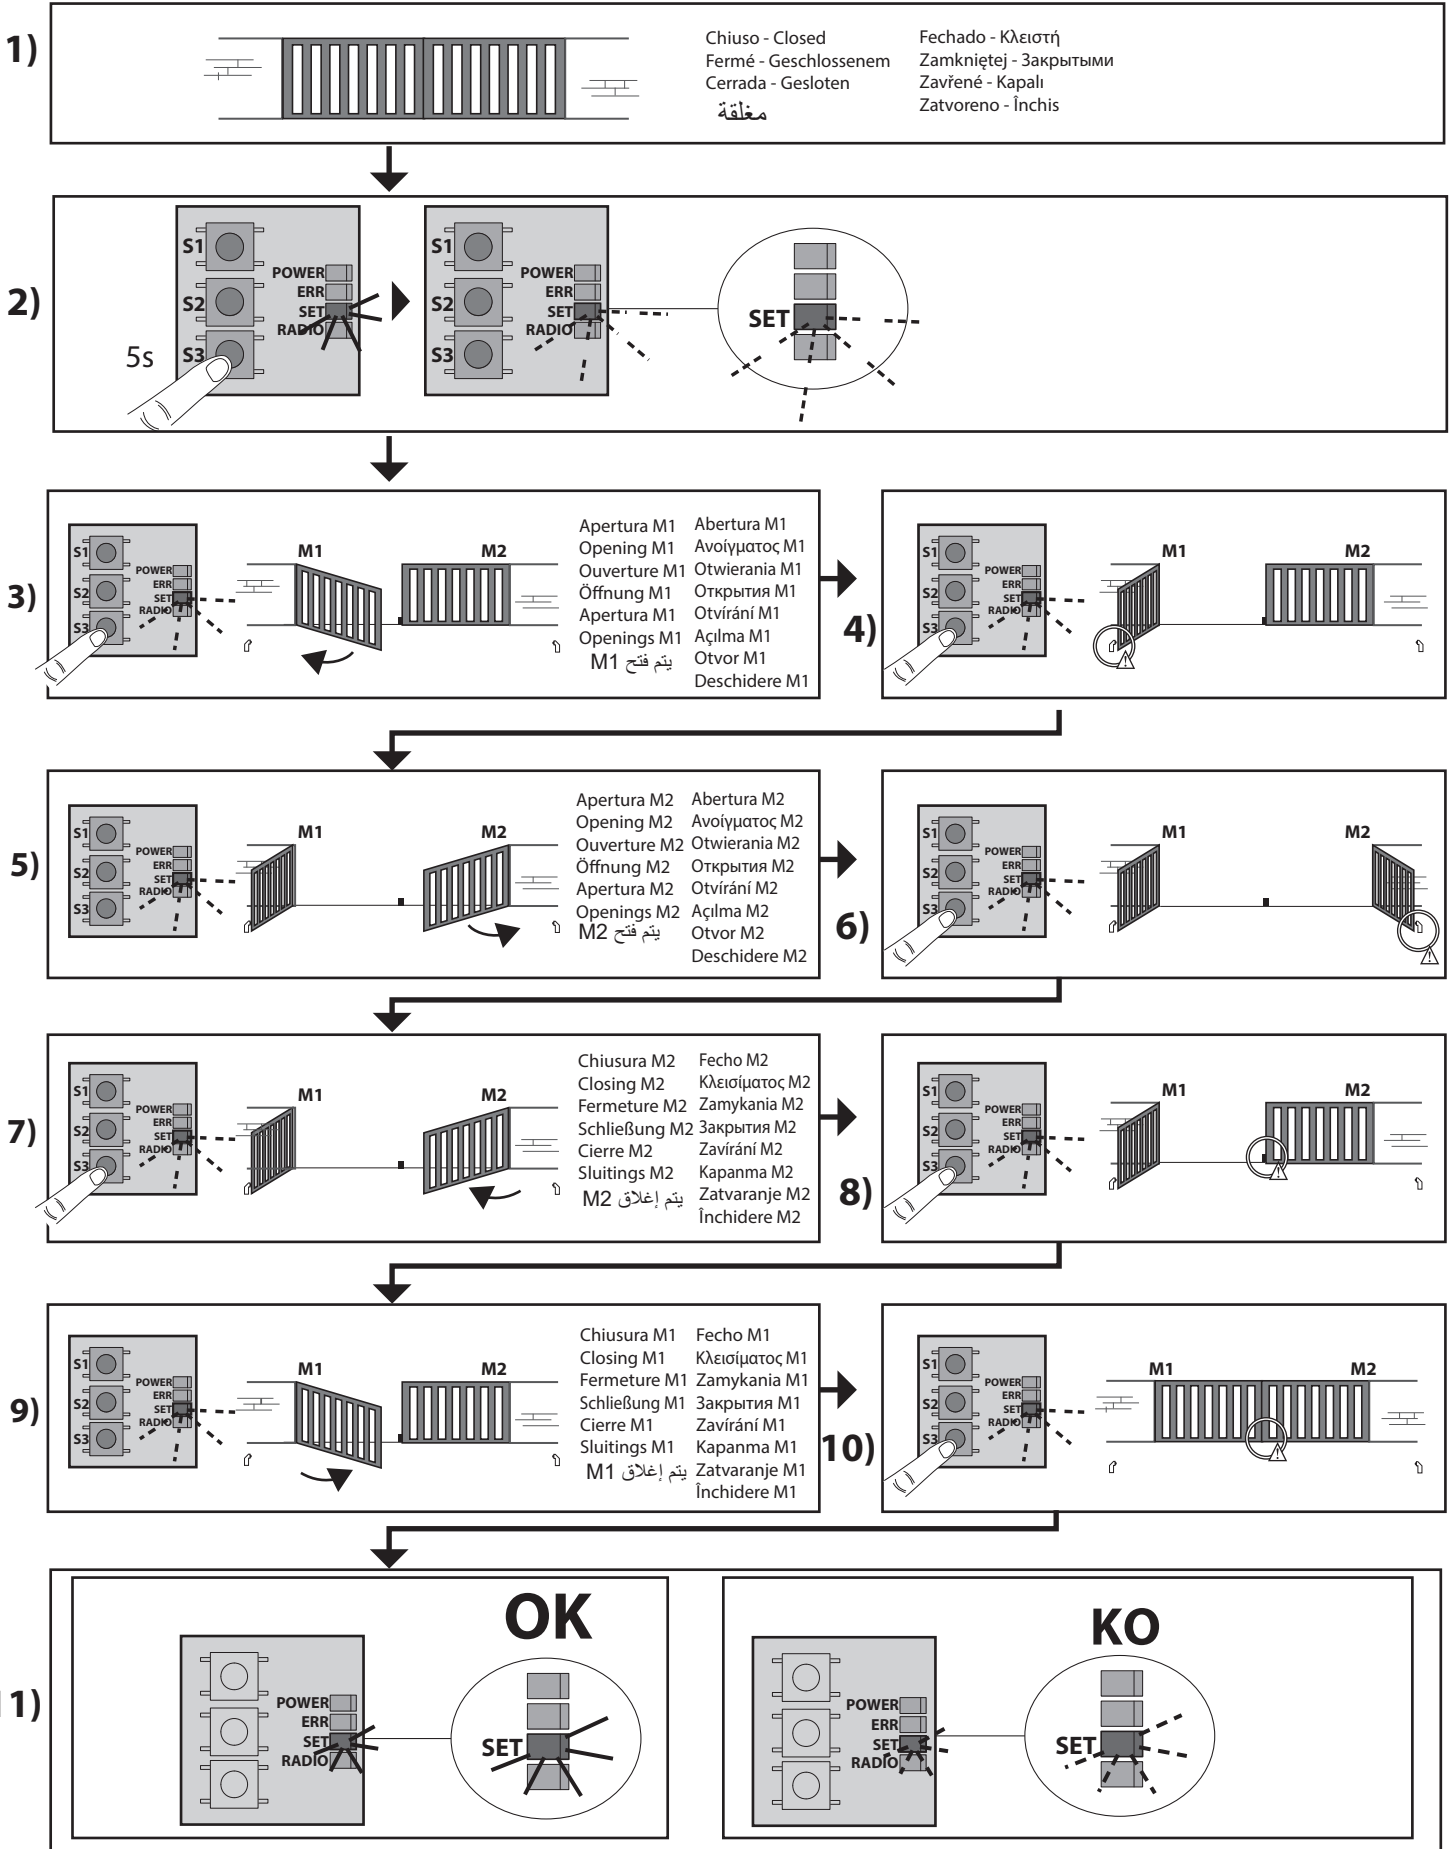 1)
Chiuso - Closed
Fermé - Geschlossenem
Cerrada - Gesloten
مغلقة
Fechado - Κλειστή
Zamkniętej - Закрытыми
Zavřené - Kapalı
Zatvoreno - Închis
2)
5s
S1
S2
S3
POWER
ERR
SET
RADIO
S1
S2
S3
POWER
ERR
SET
RADIO
SET
3)
S1
S2
S3
POWER
ERR
SET
RADIO
M1 M2
Apertura M1
Opening M1
Ouverture M1
Öffnung M1
Apertura M1
Openings M1
يتم فتح M1
Abertura M1
Ανοίγματος M1
Otwierania M1
Открытия M1
Otvírání M1
Açılma M1
Otvor M1
Deschidere M1
4)
S1
S2
S3
POWER
ERR
SET
RADIO
M1 M2
5)
S1
S2
S3
POWER
ERR
SET
RADIO
M1 M2
Apertura M2
Opening M2
Ouverture M2
Öffnung M2
Apertura M2
Openings M2
يتم فتح M2
Abertura M2
Ανοίγματος M2
Otwierania M2
Открытия M2
Otvírání M2
Açılma M2
Otvor M2
Deschidere M2
6)
S1
S2
S3
POWER
ERR
SET
RADIO
M1 M2
7)
S1
S2
S3
POWER
ERR
SET
RADIO
M1 M2
Chiusura M2
Closing M2
Fermeture M2
Schließung M2
Cierre M2
Sluitings M2
يتم إغلاق M2
Fecho M2
Κλεισίματος M2
Zamykania M2
Закрытия M2
Zavírání M2
Kapanma M2
Zatvaranje M2
Închidere M2
8)
S1
S2
S3
POWER
ERR
SET
RADIO
M1 M2
9)
S1
S2
S3
POWER
ERR
SET
RADIO
M1 M2
Chiusura M1
Closing M1
Fermeture M1
Schließung M1
Cierre M1
Sluitings M1
يتم إغلاق M1
Fecho M1
Κλεισίματος M1
Zamykania M1
Закрытия M1
Zavírání M1
Kapanma M1
Zatvaranje M1
Închidere M1
10)
S1
S2
S3
POWER
ERR
SET
RADIO
M1 M2
11)
OK
POWER
ERR
SET
RADIO
SET
KO
POWER
ERR
SET
RADIO
SET